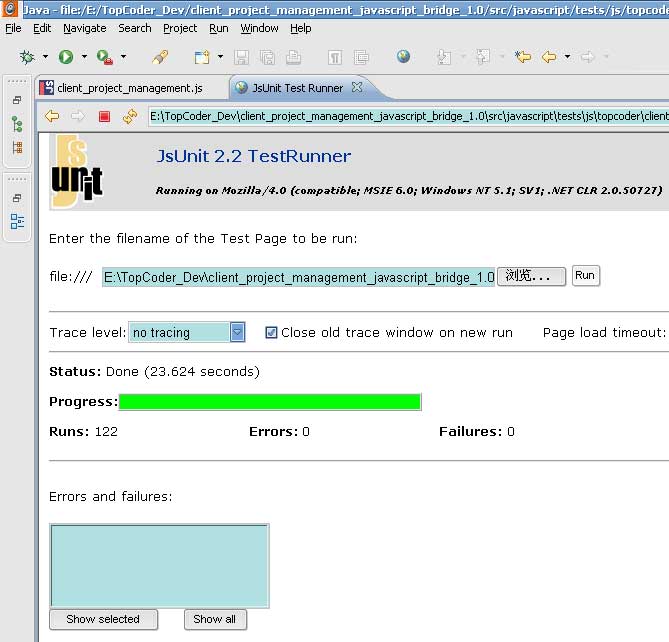 Java - file:/E:/TopCoder_Dev/client_project_management_javascript_bridge_1.0/src/javascript/tests/js/topcode
File Edit Navigate Search Project Run Window Help
client_project_management.js JsUnit Test Runner
E:\TopCoder_Dev\client_project_management_javascript_bridge_1.0\src\javascript\tests\js\topcoder\client
JsUnit
JsUnit 2.2 TestRunner
Running on Mozilla/4.0 (compatible; MSIE 6.0; Windows NT 5.1; SV1; .NET CLR 2.0.50727)
Enter the filename of the Test Page to be run:
file:/// E:\TopCoder_Dev\client_project_management_javascript_bridge_1.0 浏览... Run
Trace level: no tracing Close old trace window on new run Page load timeout:
Status: Done (23.624 seconds)
Progress:
Runs: 122 Errors: 0 Failures: 0
Errors and failures:
Show selected Show all